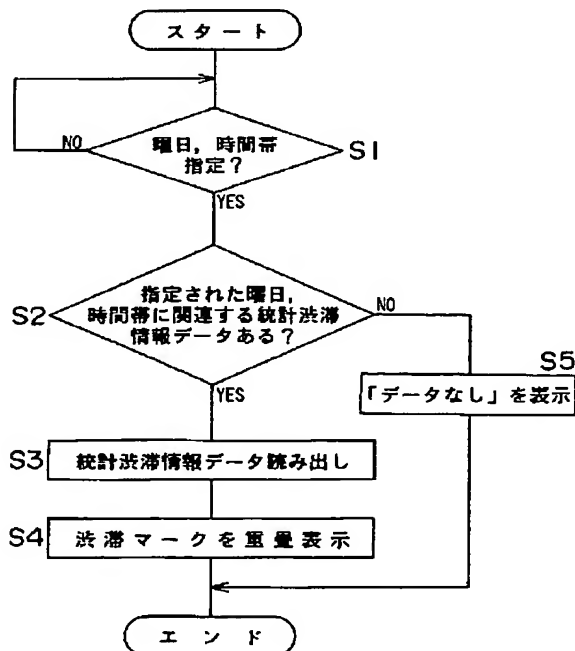 スタート
NO
曜日,時間帯
指定?
S1
YES
S2
指定された曜日,
時間帯に関連する統計渋滞
情報データある?
NO
YES
S5
「データなし」を表示
S3
統計渋滞情報データ読み出し
S4
渋滞マークを重畳表示
エンド